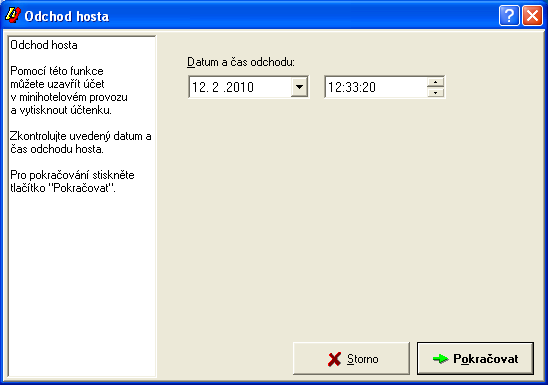 Odchod hosta
Odchod hosta
Pomocí této funkce
můžete uzavřít účet
v minihotelovém provozu
a vytisknout účtenku.
Zkontrolujte uvedený datum a
čas odchodu hosta.
Pro pokračování stiskněte
tlačítko "Pokračovat".
Datum a čas odchodu:
12. 2 .2010
12:33:20
Storno
Pokračovat